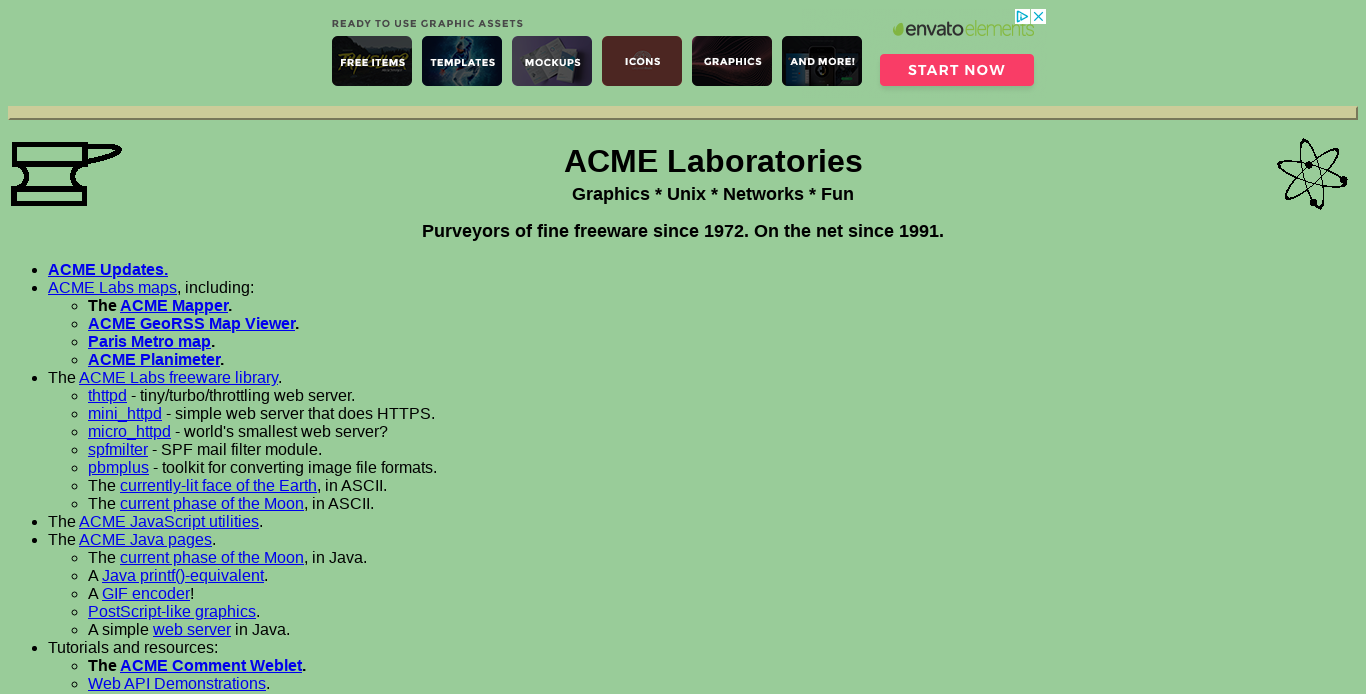 READY TO USE GRAPHIC ASSETS
envato elements
FREE ITEMS
TEMPLATES
MOCKUPS
ICONS
GRAPHICS
AND MORE!
START NOW
ACME Laboratories
Graphics * Unix * Networks * Fun
Purveyors of fine freeware since 1972. On the net since 1991.
ACME Updates.
ACME Labs maps, including:
The ACME Mapper.
ACME GeoRSS Map Viewer.
Paris Metro map.
ACME Planimeter.
The ACME Labs freeware library.
thttpd - tiny/turbo/throttling web server.
mini_httpd - simple web server that does HTTPS.
micro_httpd - world's smallest web server?
spfmilter - SPF mail filter module.
pbmplus - toolkit for converting image file formats.
The currently-lit face of the Earth, in ASCII.
The current phase of the Moon, in ASCII.
The ACME JavaScript utilities.
The ACME Java pages.
The current phase of the Moon, in Java.
A Java printf()-equivalent.
A GIF encoder!
PostScript-like graphics.
A simple web server in Java.
Tutorials and resources:
The ACME Comment Weblet.
Web API Demonstrations.